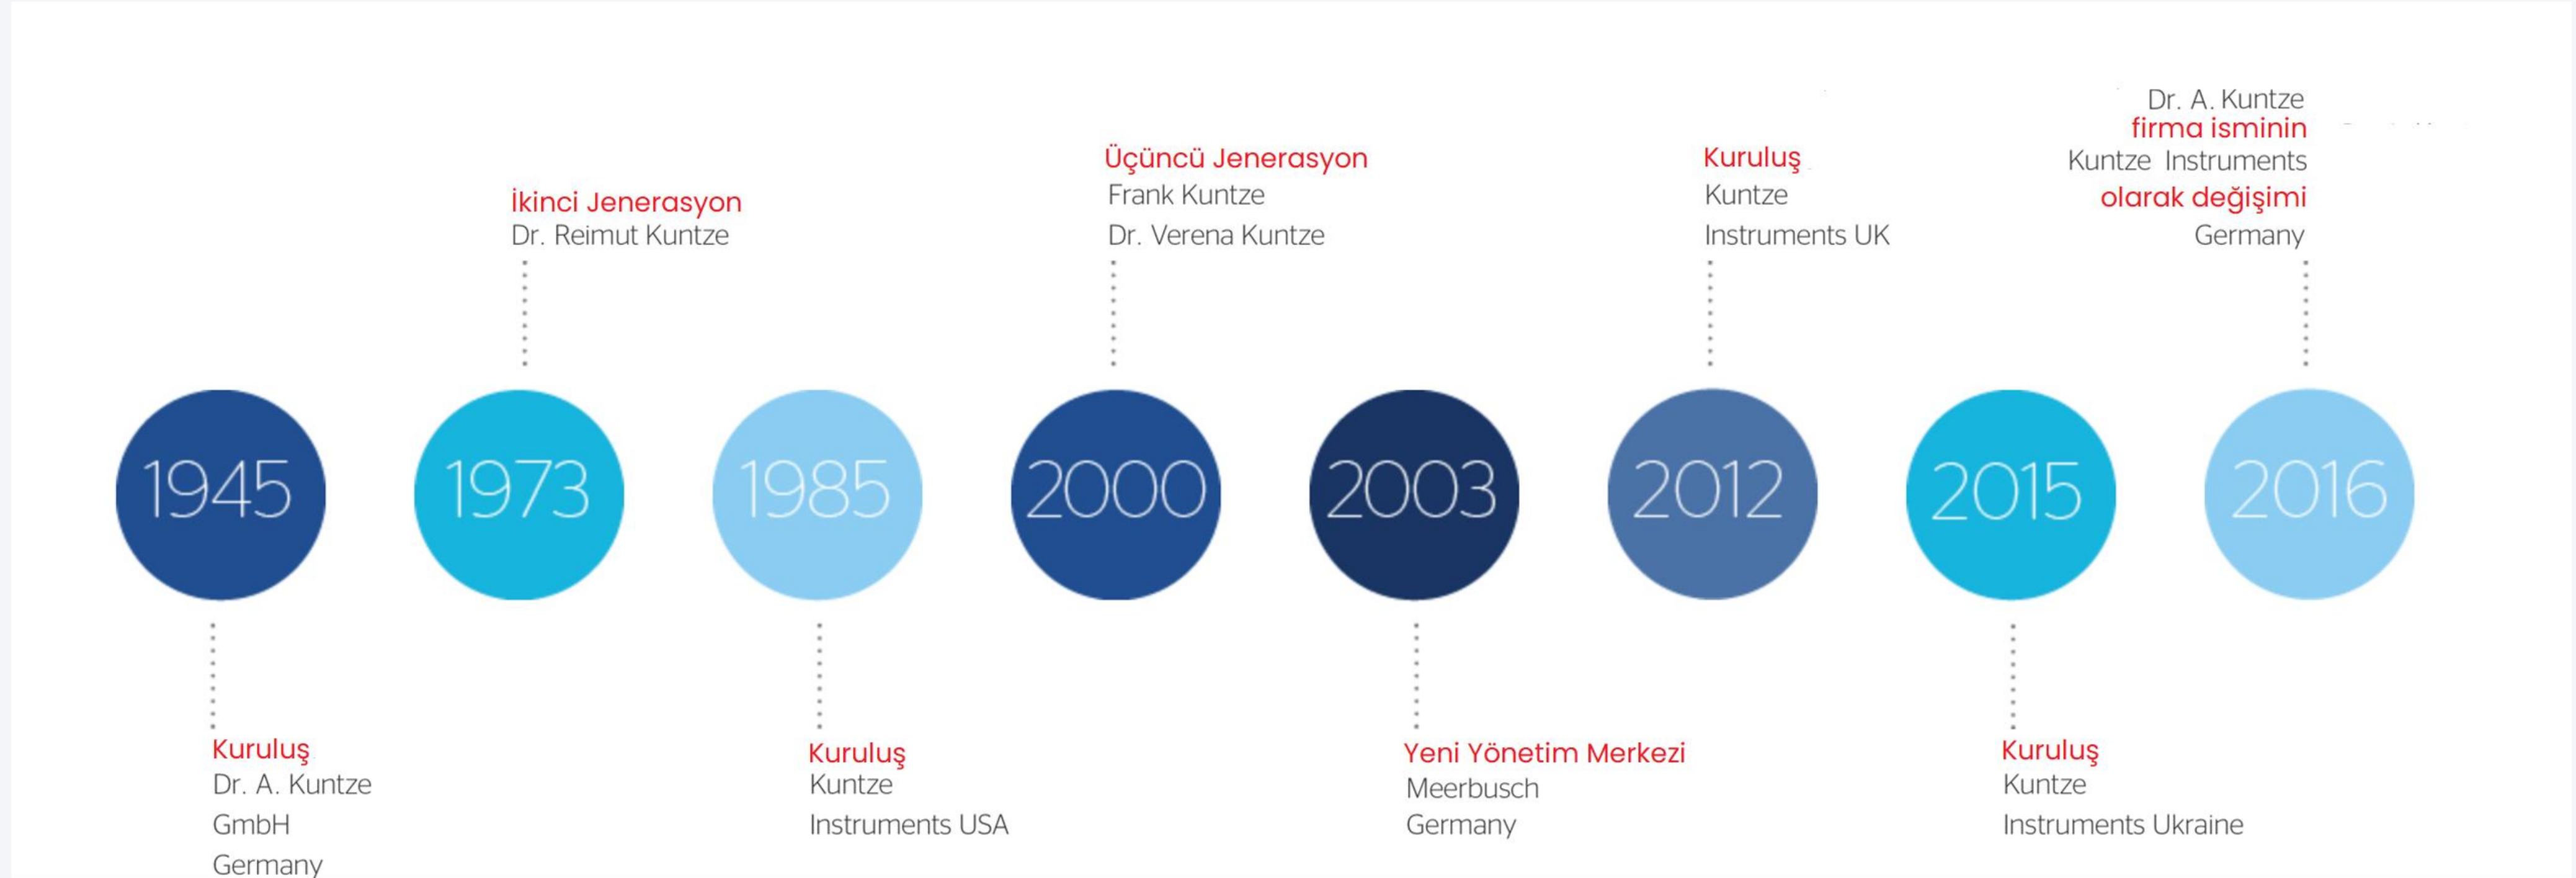 Dr. A. Kuntze
firma isminin
Kuntze Instruments
olarak değişimi
Germany
Üçüncü Jenerasyon
Frank Kuntze
Dr. Verena Kuntze
Kuruluş
Kuntze
Instruments UK
İkinci Jenerasyon
Dr. Reimut Kuntze
1945
1973
1985
2000
2003
2012
2015
2016
Kuruluş
Dr. A. Kuntze
GmbH
Germany
Kuruluş
Kuntze
Instruments USA
Yeni Yönetim Merkezi
Meerbusch
Germany
Kuruluş
Kuntze
Instruments Ukraine